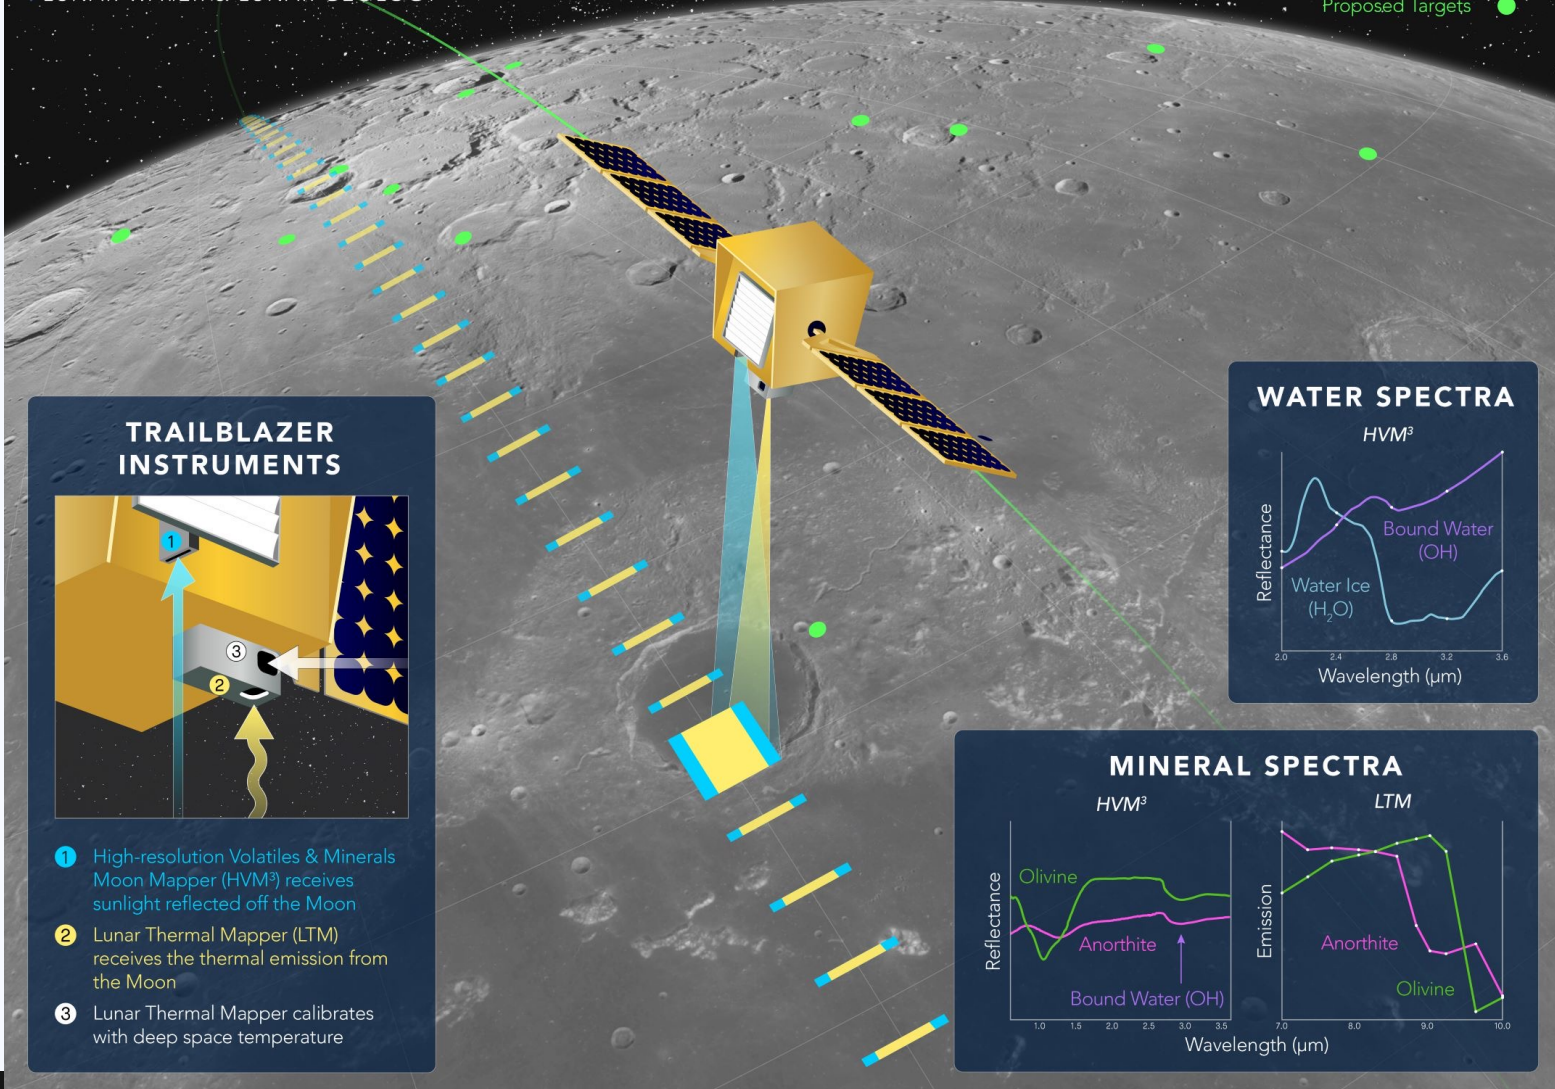 LUNAR WATER & LUNAR GEOLOGY
Proposed Targets
TRAILBLAZER
INSTRUMENTS
1
3
2
1 High-resolution Volatiles & Minerals
Moon Mapper (HVM³) receives
sunlight reflected off the Moon
2 Lunar Thermal Mapper (LTM)
receives the thermal emission from
the Moon
3 Lunar Thermal Mapper calibrates
with deep space temperature
WATER SPECTRA
HVM³
Reflectance
Bound Water
(OH)
Water Ice
(H₂O)
2.0 2.4 2.8 3.2 3.6
Wavelength (µm)
MINERAL SPECTRA
HVM³
LTM
Reflectance
Olivine
Anorthite
Bound Water (OH)
1.0 1.5 2.0 2.5 3.0 3.5
Emission
Anorthite
Olivine
7.0 8.0 9.0 10.0
Wavelength (µm)